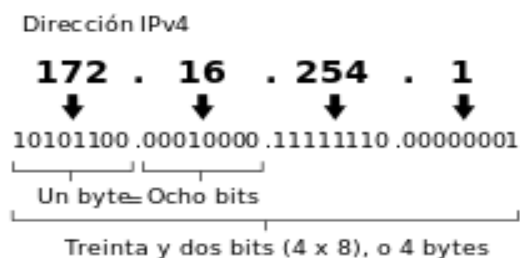 Dirección IPv4
172 . 16 . 254 . 1
10101100 .00010000 .11111110 .00000001
Un byte= Ocho bits
Treinta y dos bits (4 x 8), o 4 bytes